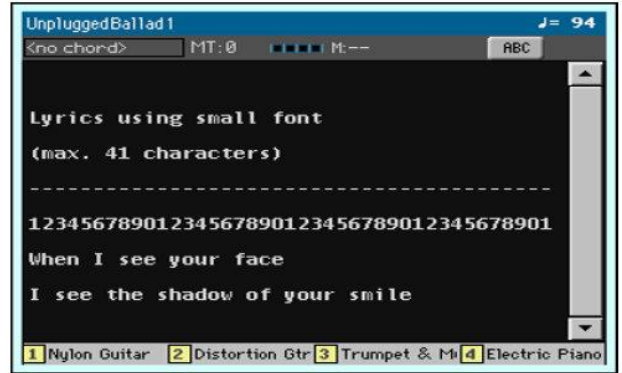 UnpluggedBallad1 ♩= 94
<no chord> MT:0 M:-- ABC
Lyrics using small font
(max. 41 characters)
-----------------------------------------
12345678901234567890123456789012345678901
When I see your face
I see the shadow of your smile
1 Nylon Guitar 2 Distortion Gtr 3 Trumpet & 4 Electric Piano